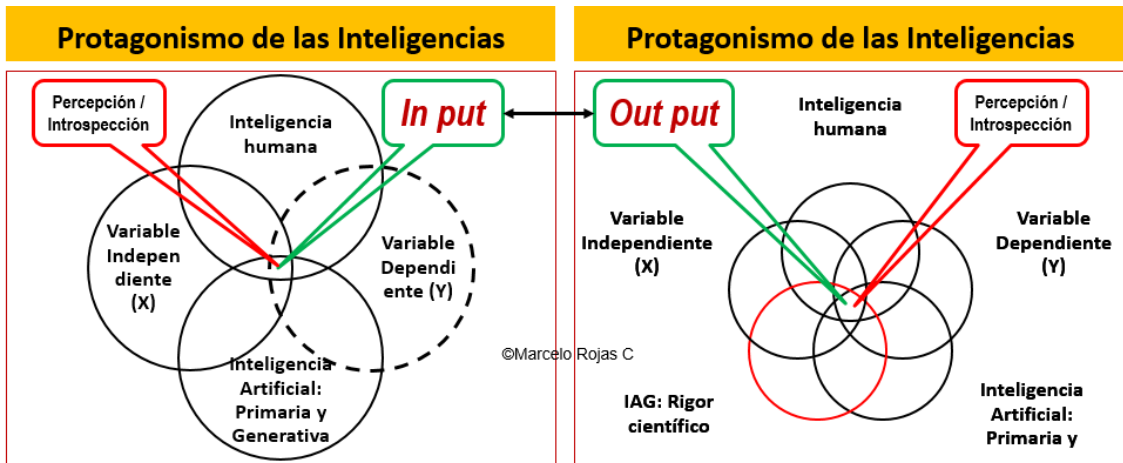 Protagonismo de las Inteligencias
Percepción /
Introspección
Inteligencia
humana
In put
Variable
Indepen
diente
(X)
Variable
Dependi
ente (Y)
Inteligencia
Artificial:
Primaria y
Generativa
©Marcelo Rojas C
Protagonismo de las Inteligencias
Out put
Inteligencia
humana
Percepción /
Introspección
Variable
Independiente
(X)
Variable
Dependiente
(Y)
IAG: Rigor
científico
Inteligencia
Artificial:
Primaria y